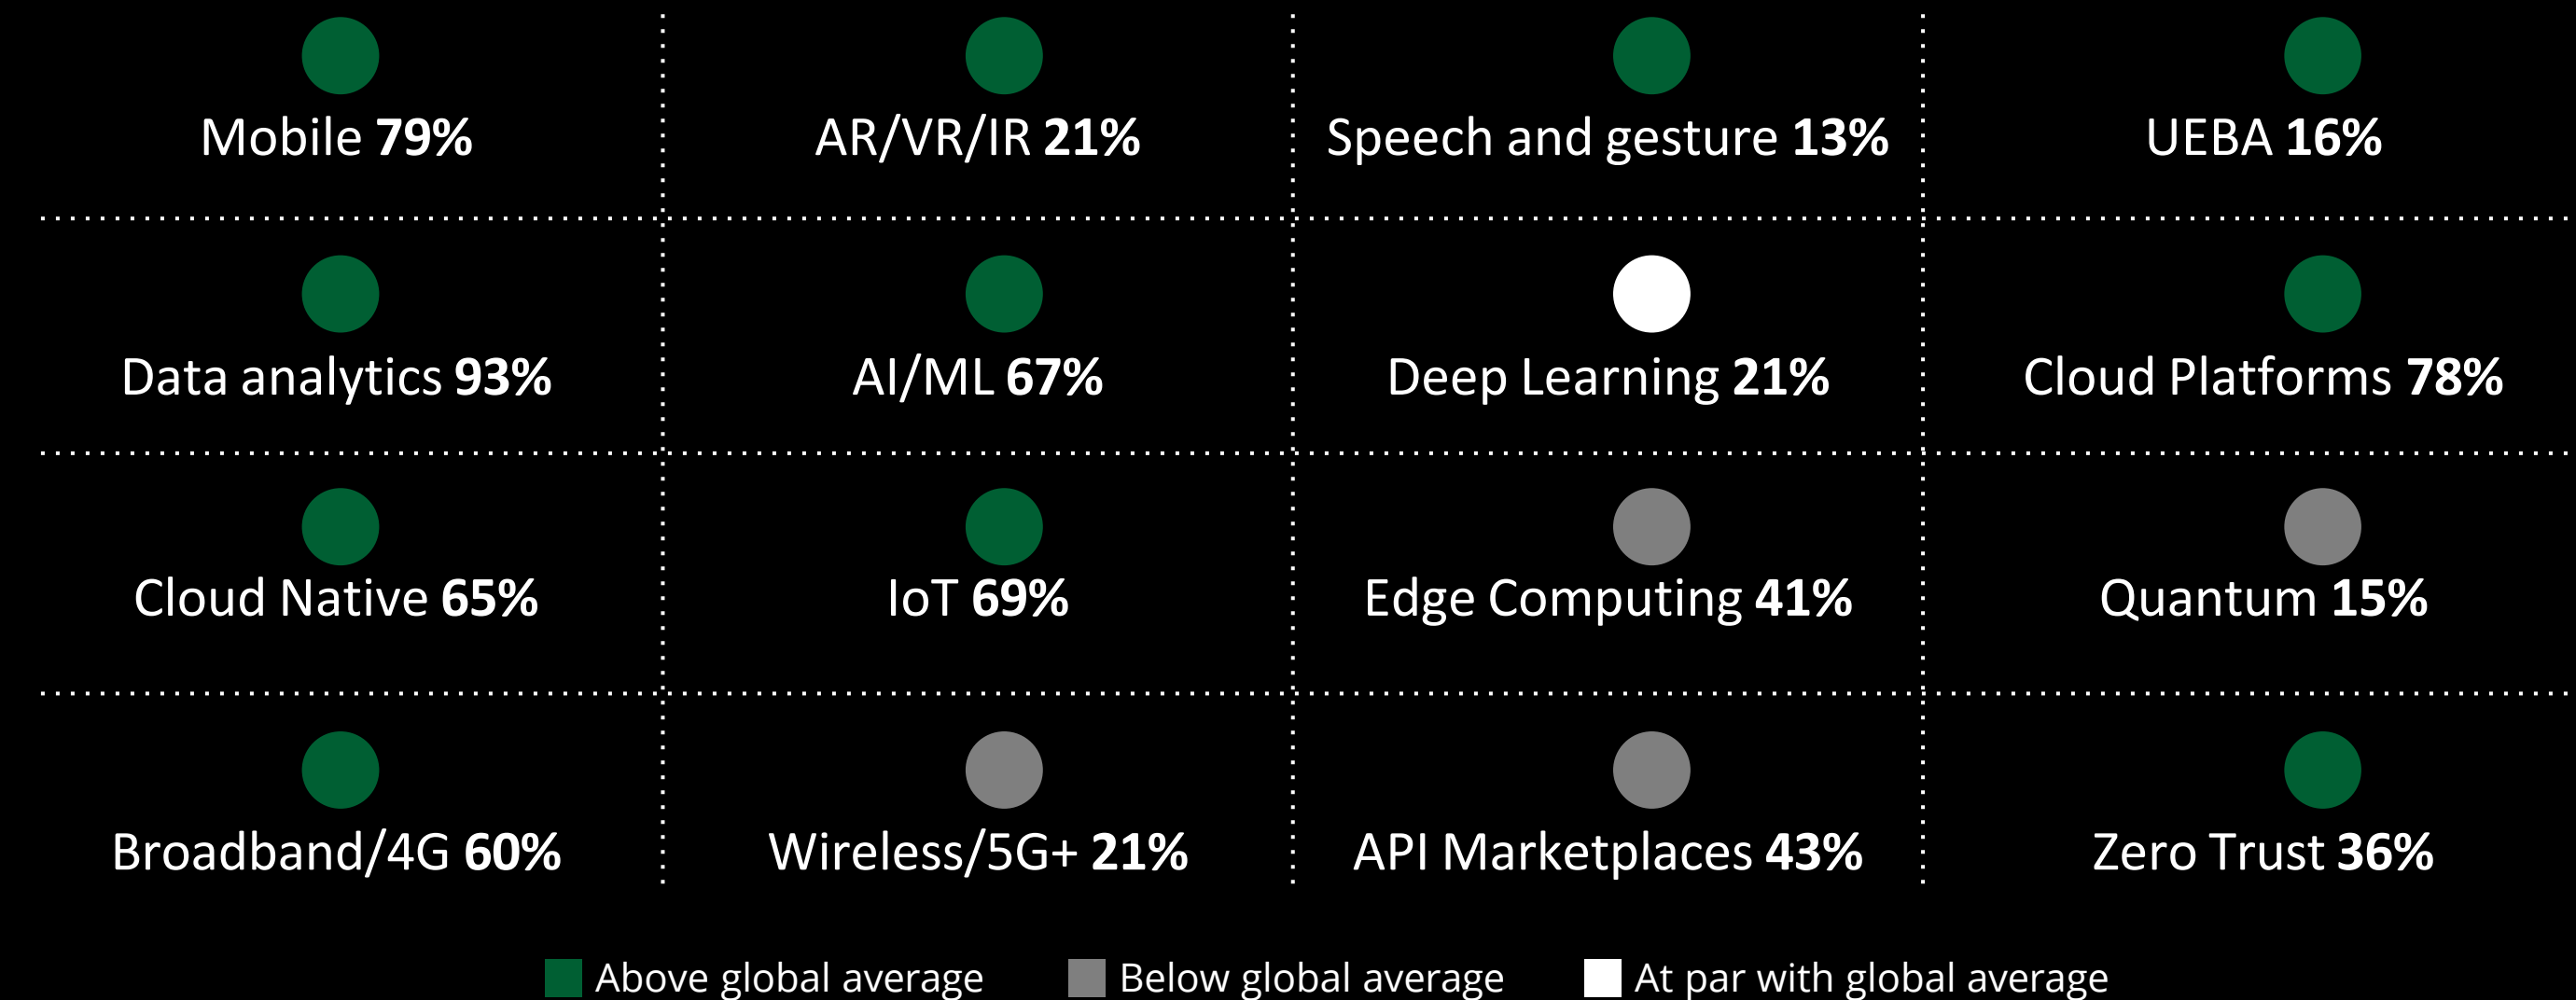 Mobile 79%
AR/VR/IR 21%
Speech and gesture 13%
UEBA 16%
Data analytics 93%
AI/ML 67%
Deep Learning 21%
Cloud Platforms 78%
Cloud Native 65%
IoT 69%
Edge Computing 41%
Quantum 15%
Broadband/4G 60%
Wireless/5G+ 21%
API Marketplaces 43%
Zero Trust 36%
Above global average
Below global average
At par with global average